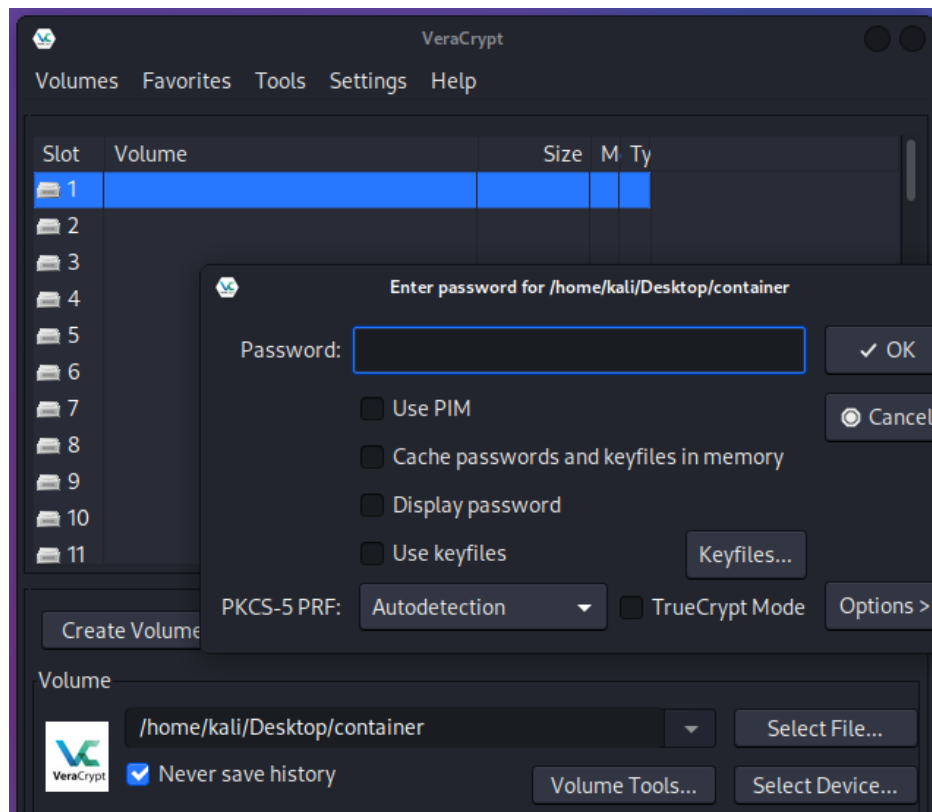 VeraCrypt
Volumes Favorites Tools Settings Help
Slot Volume Size M Ty
1
2
3
4
5
6
7
8
9
10
11
Enter password for /home/kali/Desktop/container
Password:
OK
Use PIM
Cancel
Cache passwords and keyfiles in memory
Display password
Use keyfiles Keyfiles...
PKCS-5 PRF: Autodetection TrueCrypt Mode Options >
Create Volume
Volume
/home/kali/Desktop/container Select File...
VeraCrypt
Never save history
Volume Tools... Select Device...